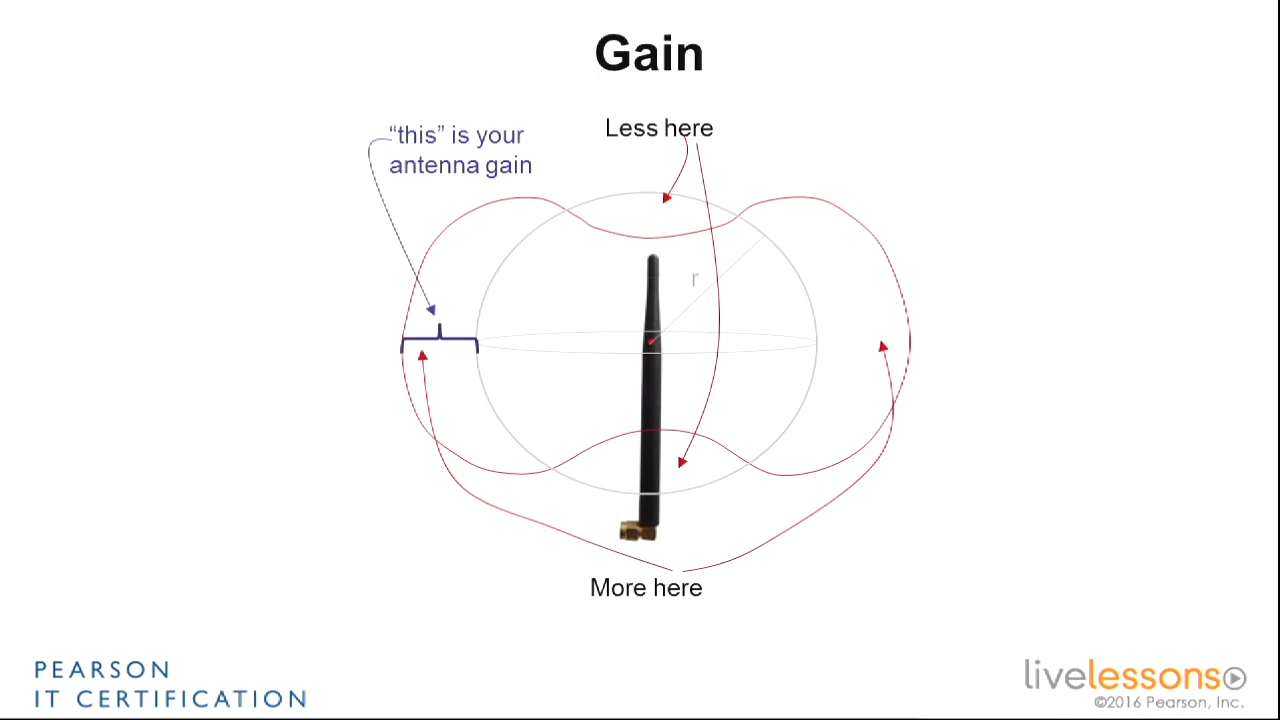 Gain
“this” is your
antenna gain
Less here
r
More here
PEARSON
IT CERTIFICATION
livelessons
©2016 Pearson, Inc.